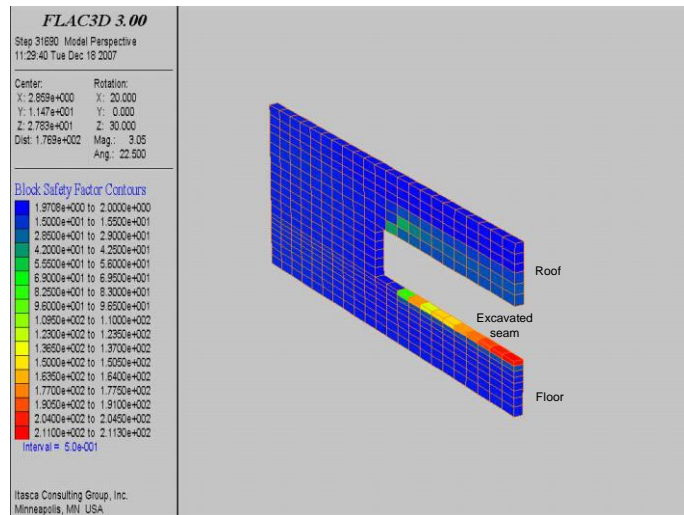 FLAC3D 3.00
Step 31690 Model Perspective
11:29:40 Tue Dec 18 2007
Center: Rotation:
X: 2.859e+000 X: 20.000
Y: 1.147e+001 Y: 0.000
Z: 2.783e+001 Z: 30.000
Dist: 1.769e+002 Mag.: 3.05
Ang.: 22.500
Block Safety Factor Contours
1.9708e+000 to 2.0000e+000
1.5000e+001 to 1.5500e+001
2.8500e+001 to 2.9000e+001
4.2000e+001 to 4.2500e+001
5.5500e+001 to 5.6000e+001
6.9000e+001 to 6.9500e+001
8.2500e+001 to 8.3000e+001
9.6000e+001 to 9.6500e+001
1.0950e+002 to 1.1000e+002
1.2300e+002 to 1.2350e+002
1.3650e+002 to 1.3700e+002
1.5000e+002 to 1.5050e+002
1.6350e+002 to 1.6400e+002
1.7700e+002 to 1.7750e+002
1.9050e+002 to 1.9100e+002
2.0400e+002 to 2.0450e+002
2.1100e+002 to 2.1130e+002
Interval = 5.0e-001
Itasca Consulting Group, Inc.
Minneapolis, MN USA
Roof
Excavated
seam
Floor